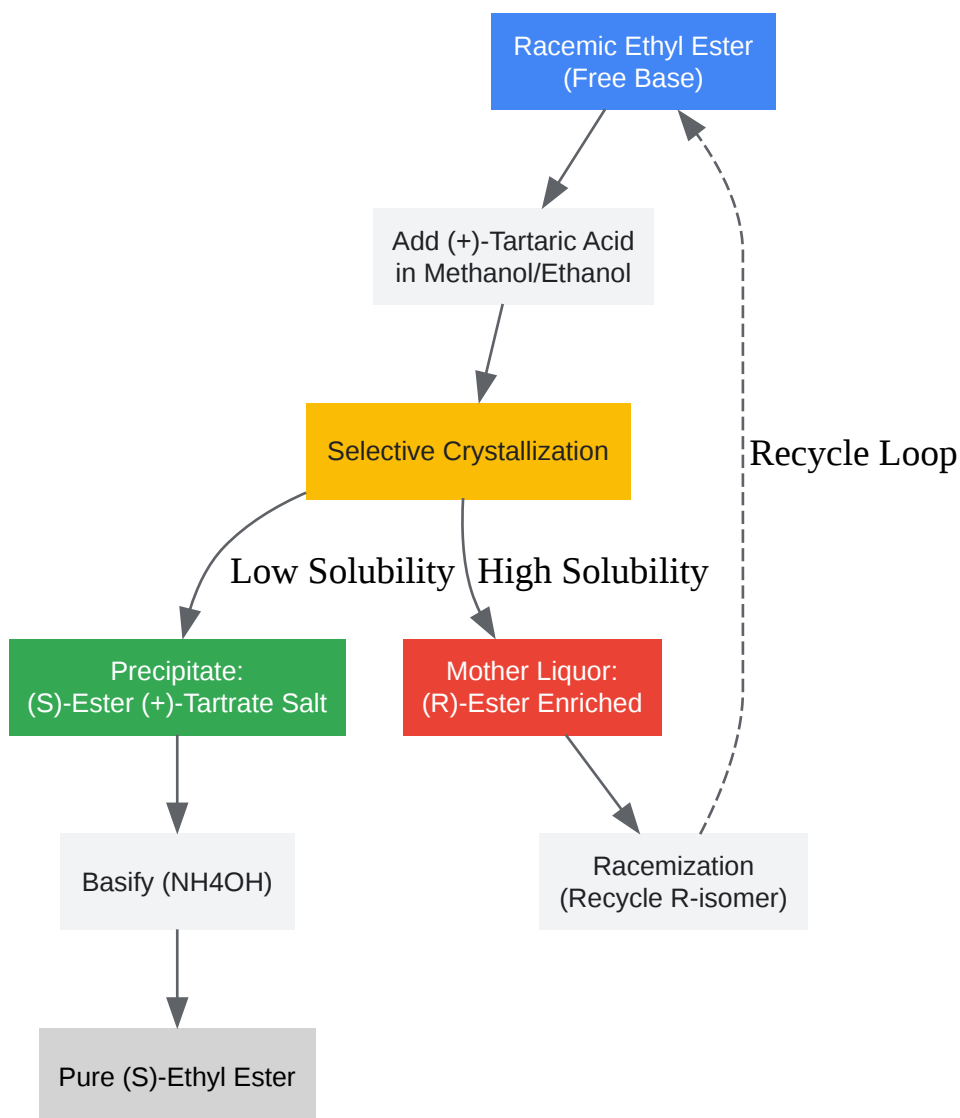 Racemic Ethyl Ester
(Free Base)
Add (+)-Tartaric Acid
in Methanol/Ethanol
Selective Crystallization
Recycle Loop
Low Solubility
High Solubility
Precipitate:
(S)-Ester (+)-Tartrate Salt
Mother Liquor:
(R)-Ester Enriched
Basify (NH4OH)
Racemization
(Recycle R-isomer)
Pure (S)-Ethyl Ester